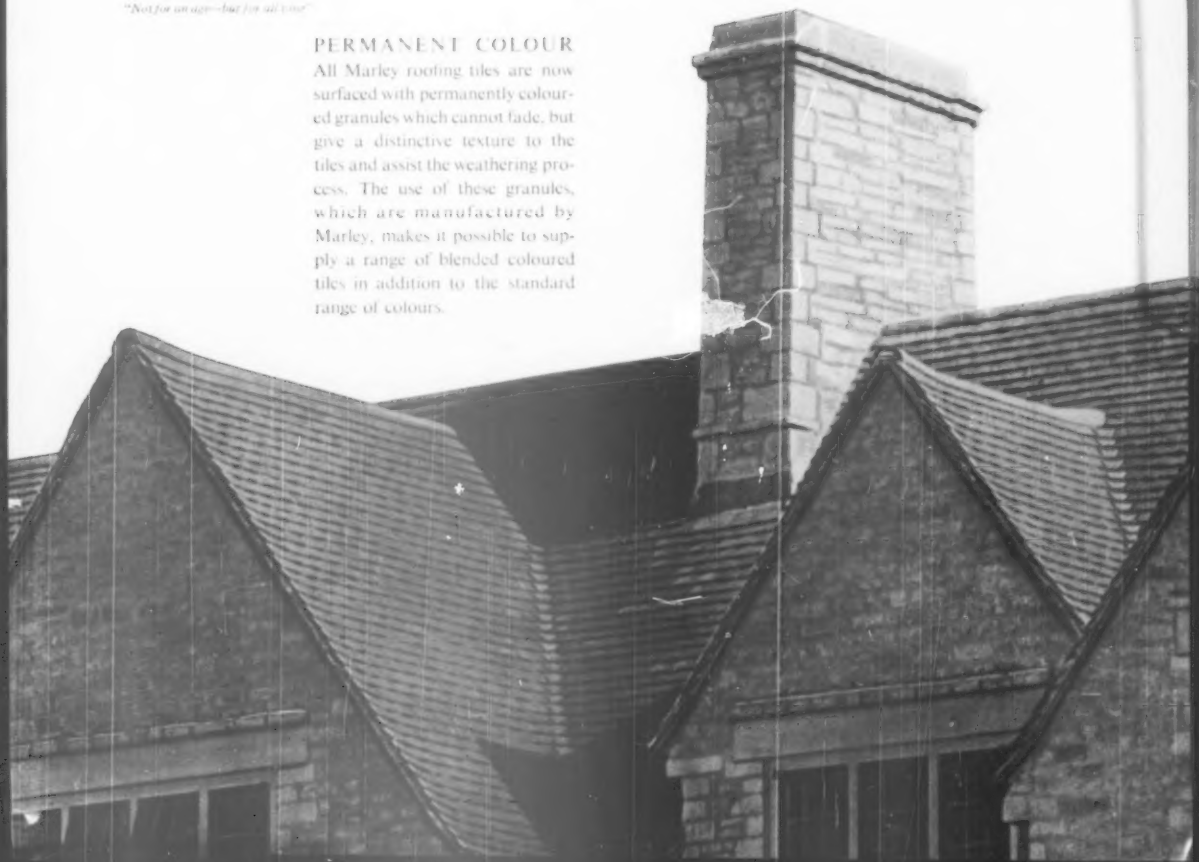 "Not for an age—but for all time"
PERMANENT COLOUR
All Marley roofing tiles are now
surfaced with permanently colour-
ed granules which cannot fade, but
give a distinctive texture to the
tiles and assist the weathering pro-
cess. The use of these granules,
which are manufactured by
Marley, makes it possible to sup-
ply a range of blended coloured
tiles in addition to the standard
range of colours.